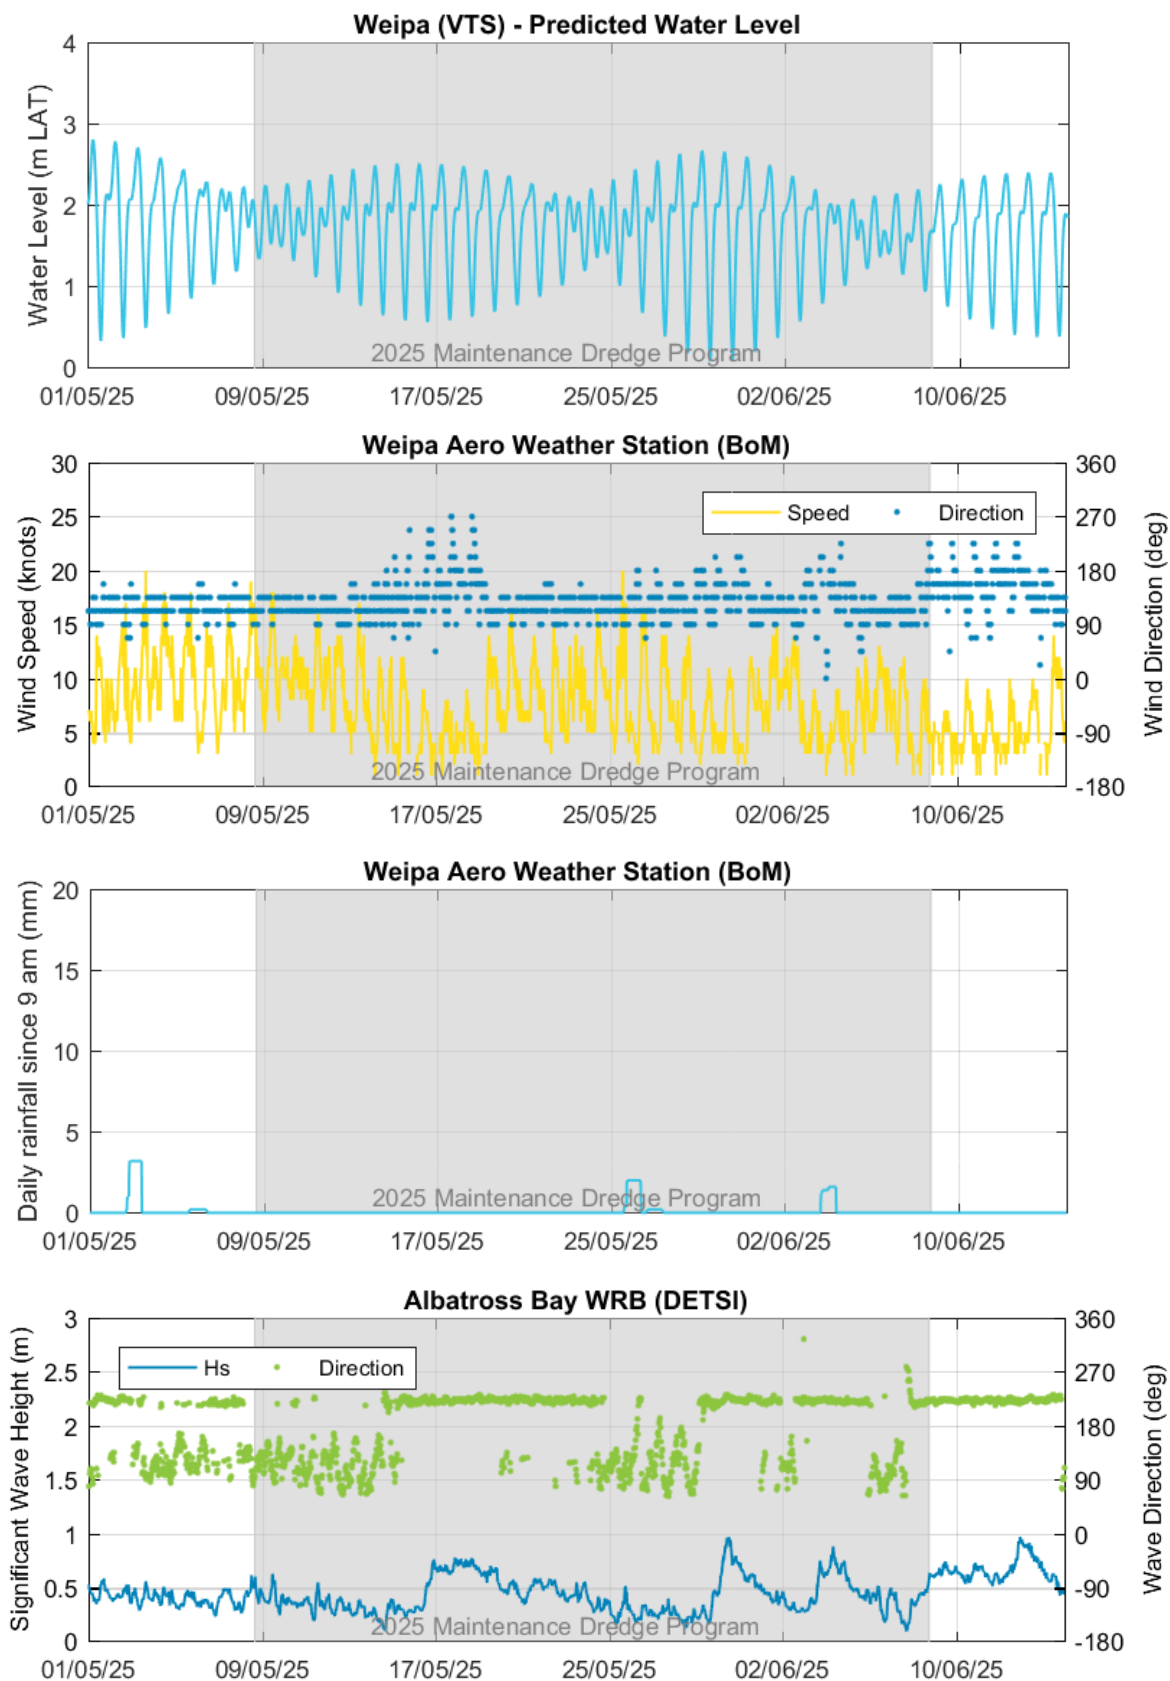 Weipa (VTS) - Predicted Water Level
Water Level (m LAT)
4
3
2
1
0
2025 Maintenance Dredge Program
01/05/25 09/05/25 17/05/25 25/05/25 02/06/25 10/06/25
Weipa Aero Weather Station (BoM)
Wind Speed (knots)
30
25
20
15
10
5
0
Speed Direction
360
270
180
90
0
-90
-180
Wind Direction (deg)
2025 Maintenance Dredge Program
01/05/25 09/05/25 17/05/25 25/05/25 02/06/25 10/06/25
Weipa Aero Weather Station (BoM)
Daily rainfall since 9 am (mm)
20
15
10
5
0
2025 Maintenance Dredge Program
01/05/25 09/05/25 17/05/25 25/05/25 02/06/25 10/06/25
Albatross Bay WRB (DETSI)
Significant Wave Height (m)
3
2.5
2
1.5
1
0.5
0
Hs Direction
360
270
180
90
0
-90
-180
Wave Direction (deg)
2025 Maintenance Dredge Program
01/05/25 09/05/25 17/05/25 25/05/25 02/06/25 10/06/25